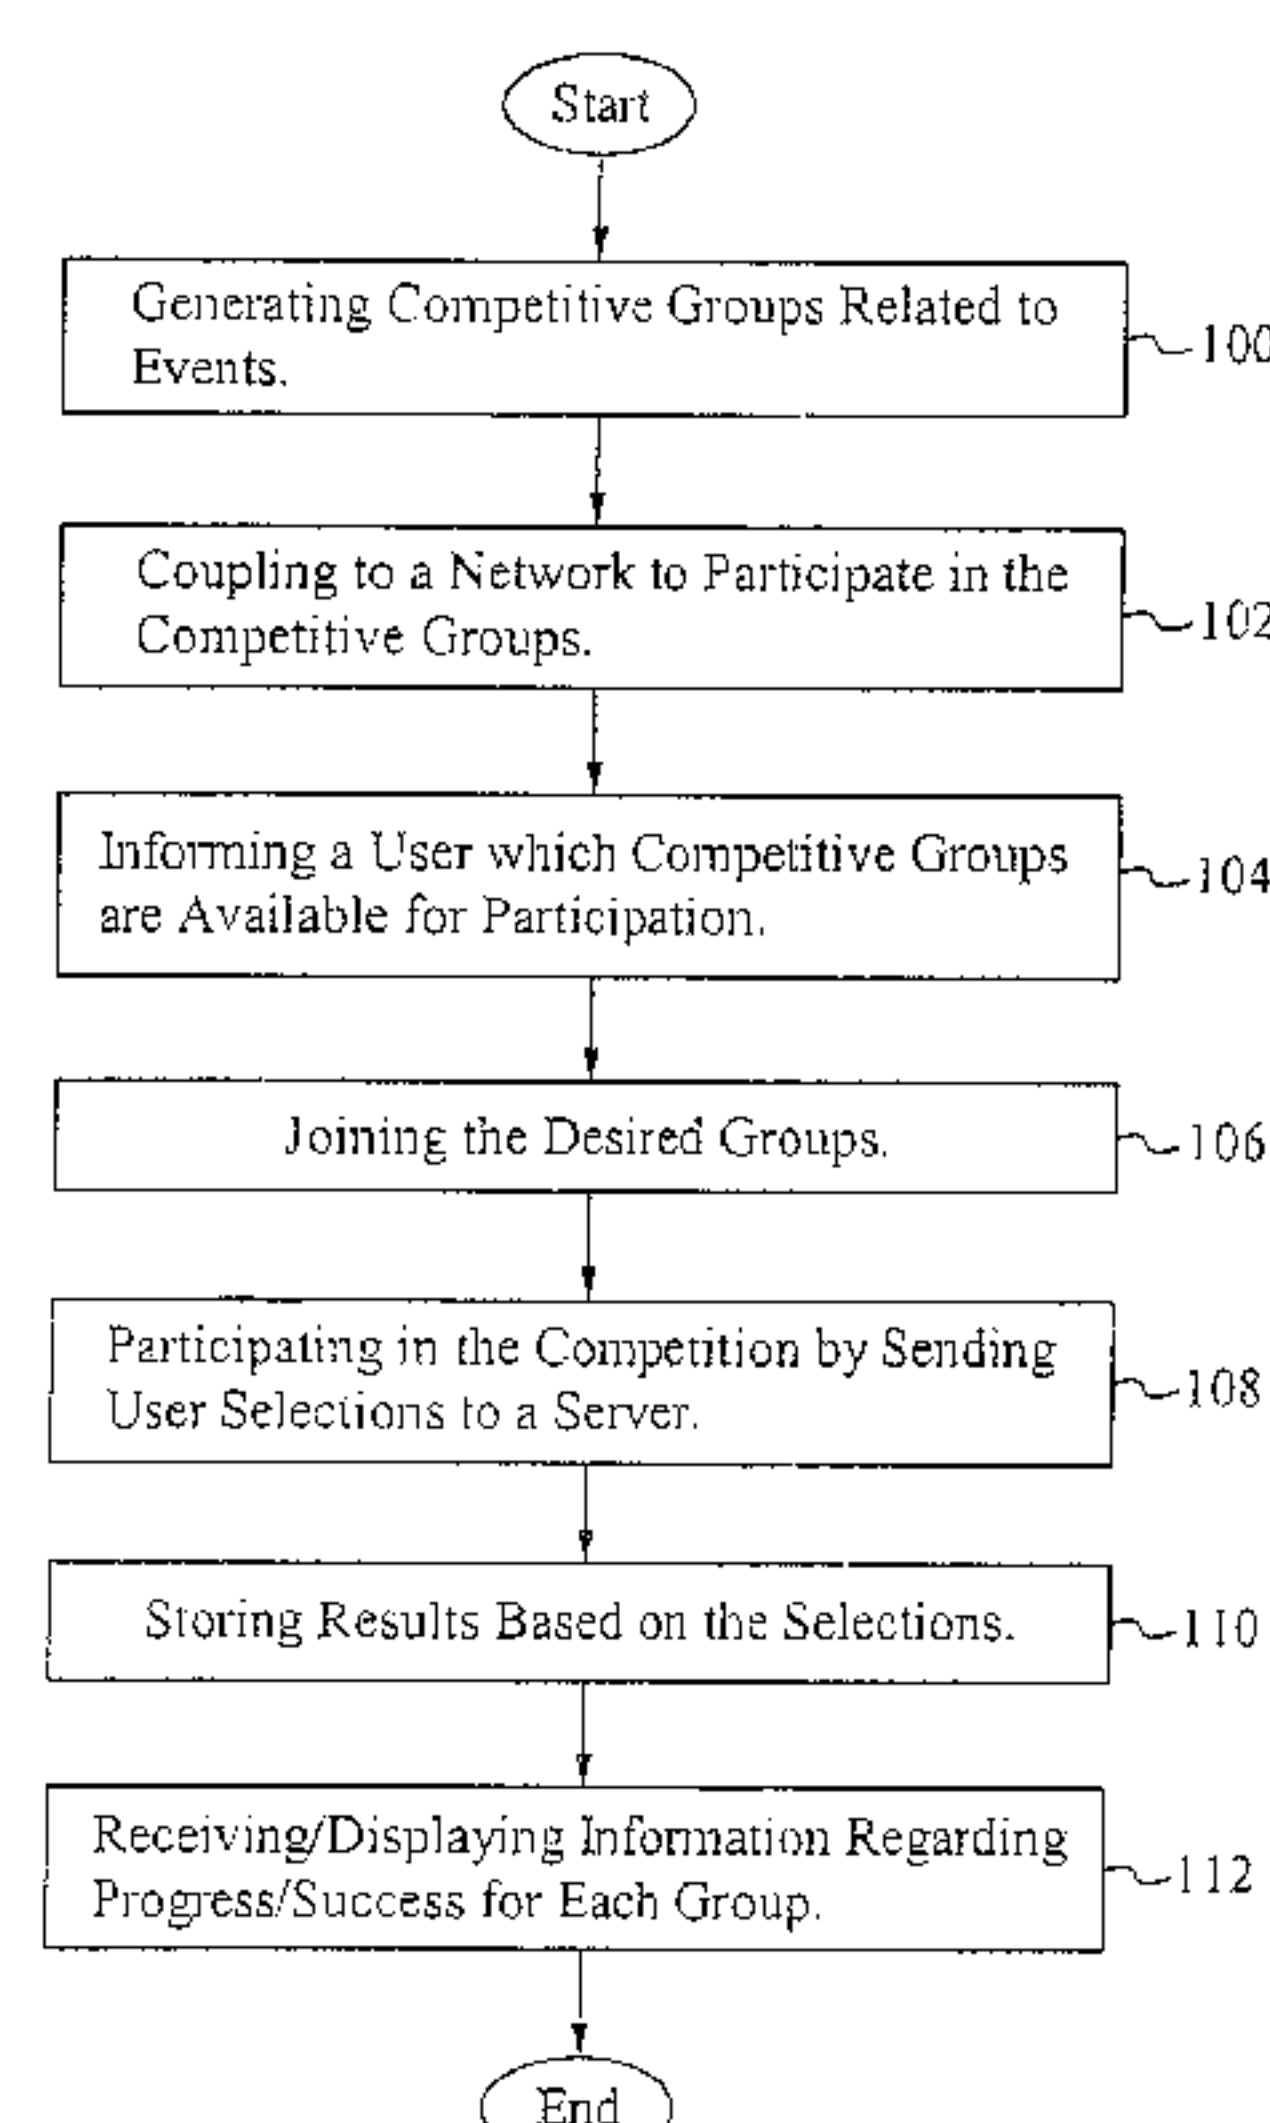 Start
Generating Competitive Groups Related to
Events.
100
Coupling to a Network to Participate in the
Competitive Groups.
102
Informing a User which Competitive Groups
are Available for Participation.
104
Joining the Desired Groups.
106
Participating in the Competition by Sending
User Selections to a Server.
108
Storing Results Based on the Selections.
110
Receiving/Displaying Information Regarding
Progress/Success for Each Group.
112
End